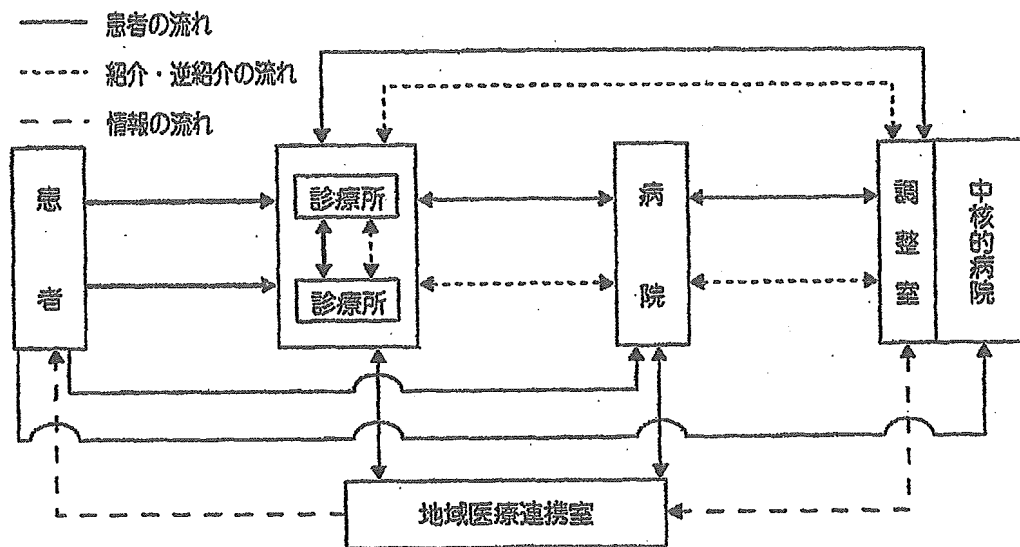 患者の流れ
紹介・逆紹介の流れ
情報の流れ
患者
診療所
診療所
病院
調整室
中核的病院
地域医療連携室